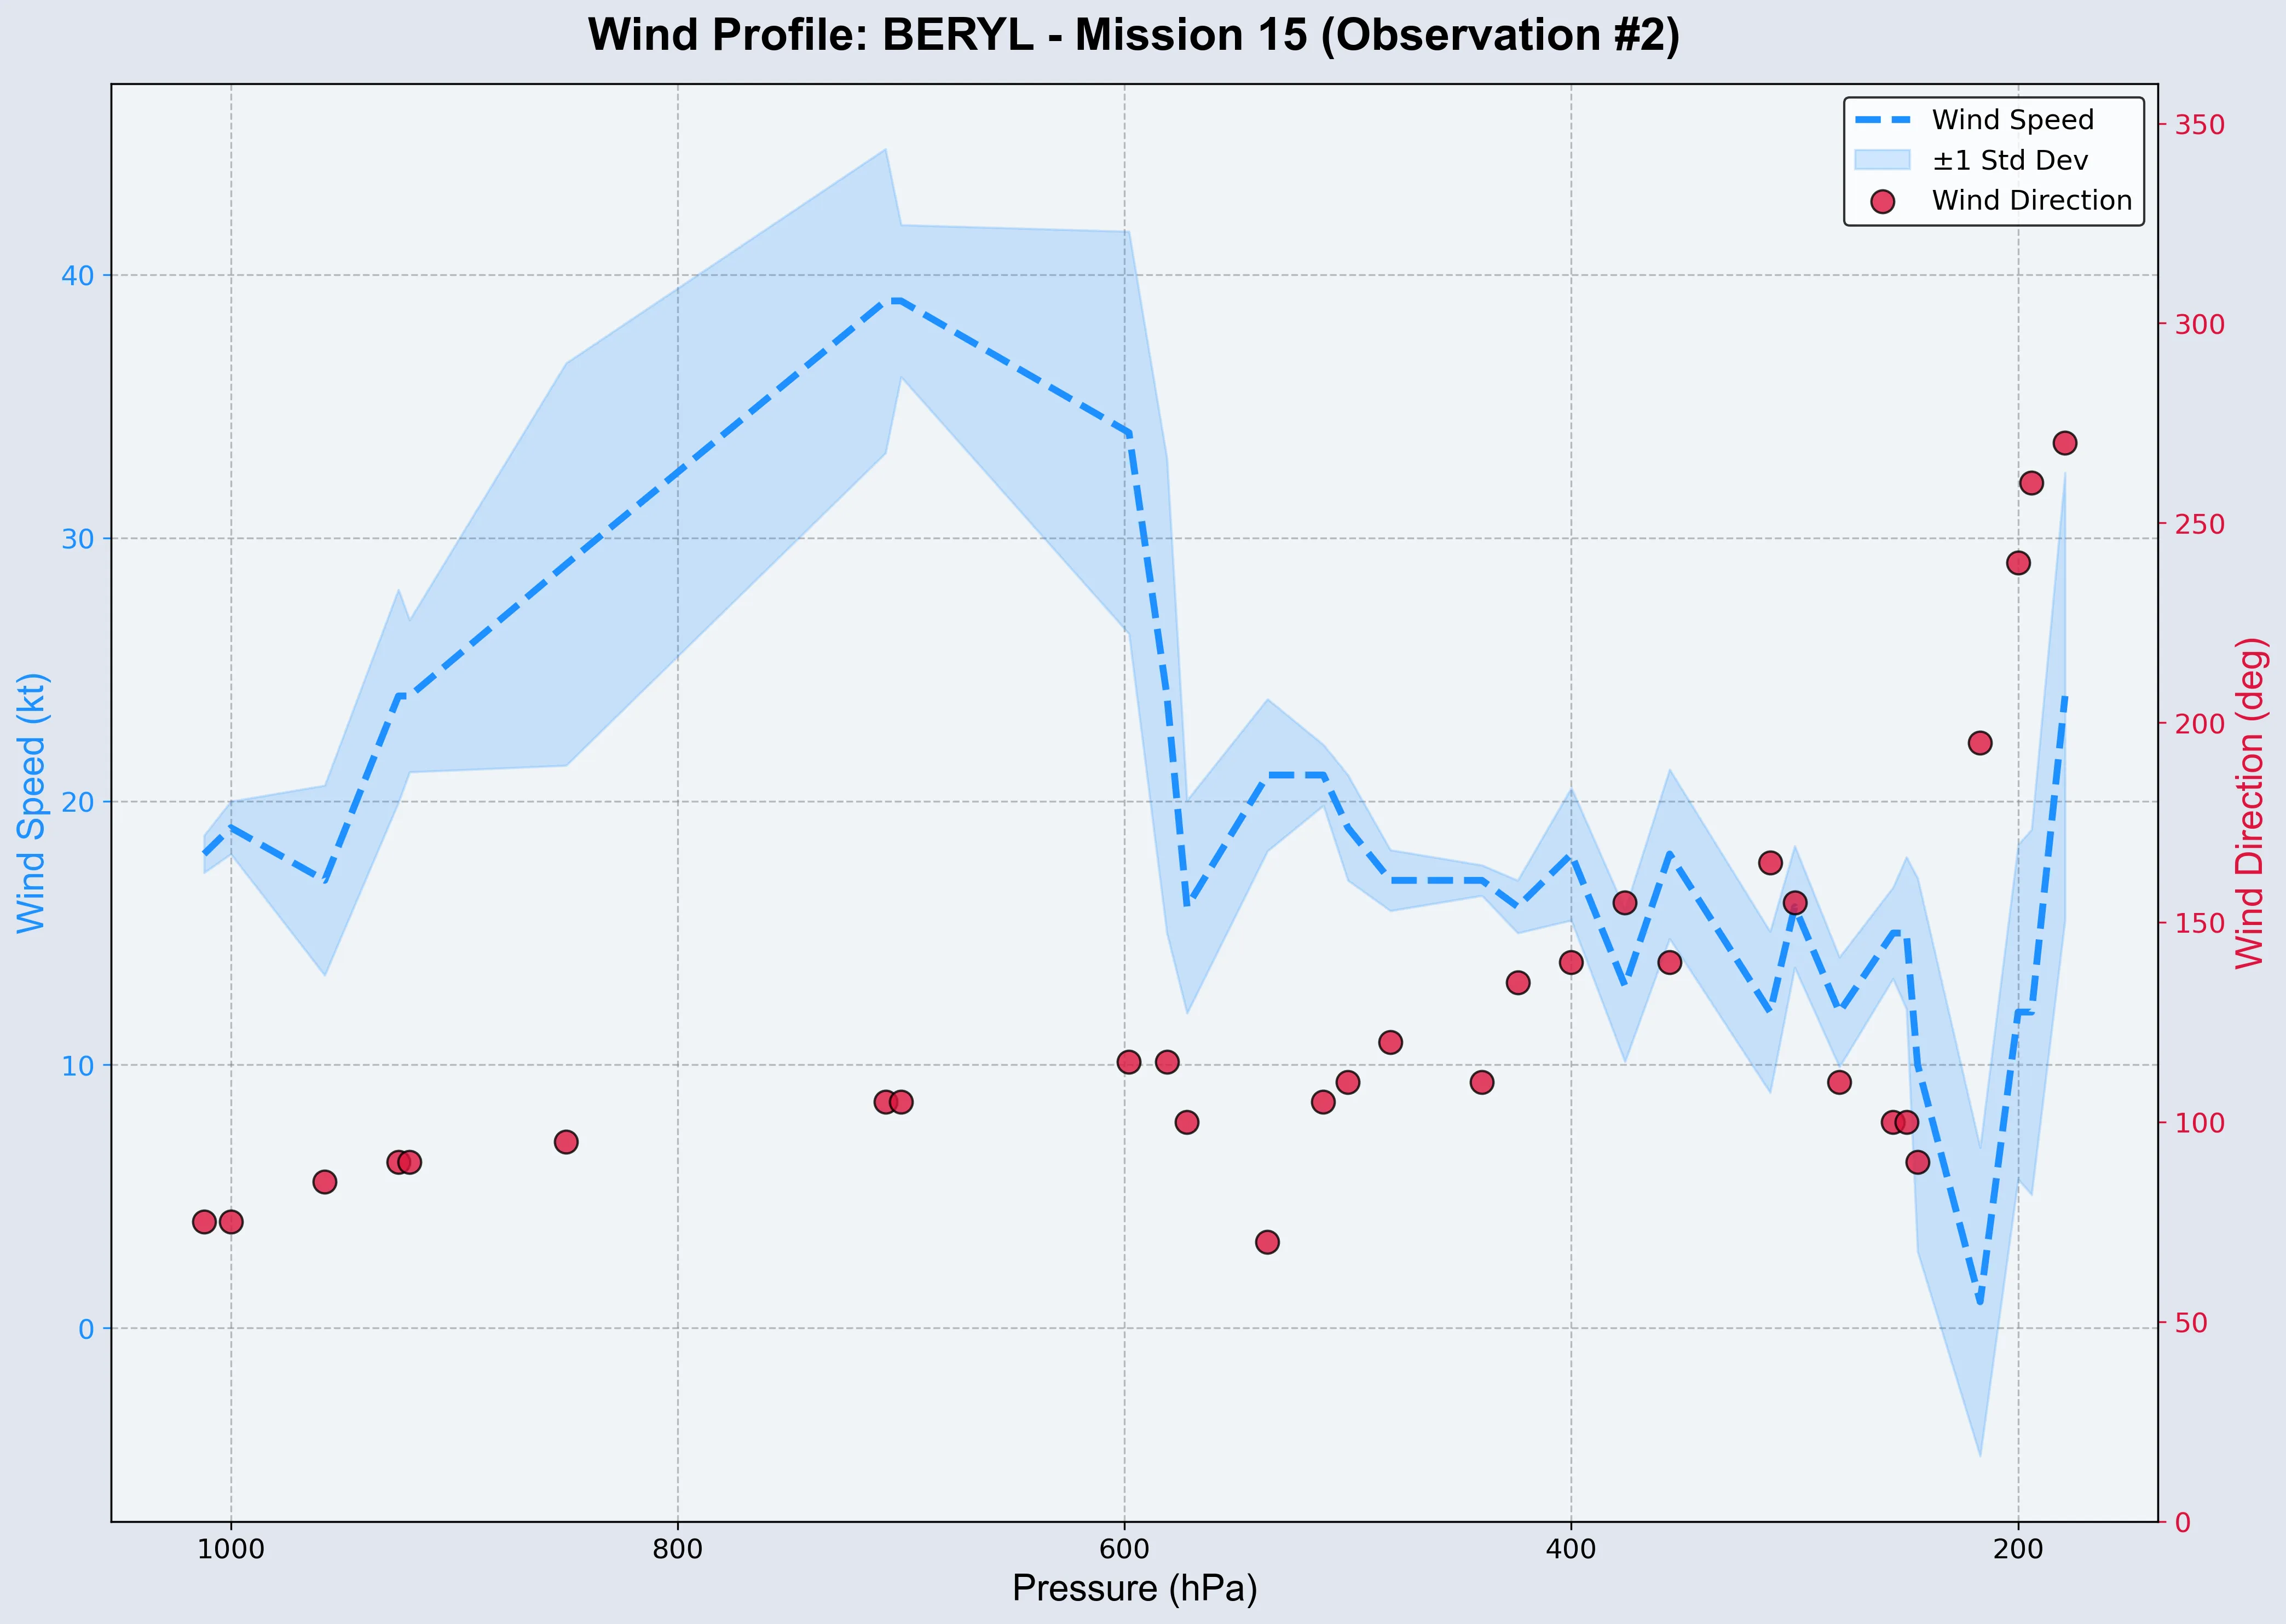 Wind Profile: BERYL - Mission 15 (Observation #2)
Wind Speed
±1 Std Dev
Wind Direction
Wind Speed (kt)
40
30
20
10
0
350
300
250
200
150
100
50
0
Wind Direction (deg)
1000 800 600 400 200
Pressure (hPa)